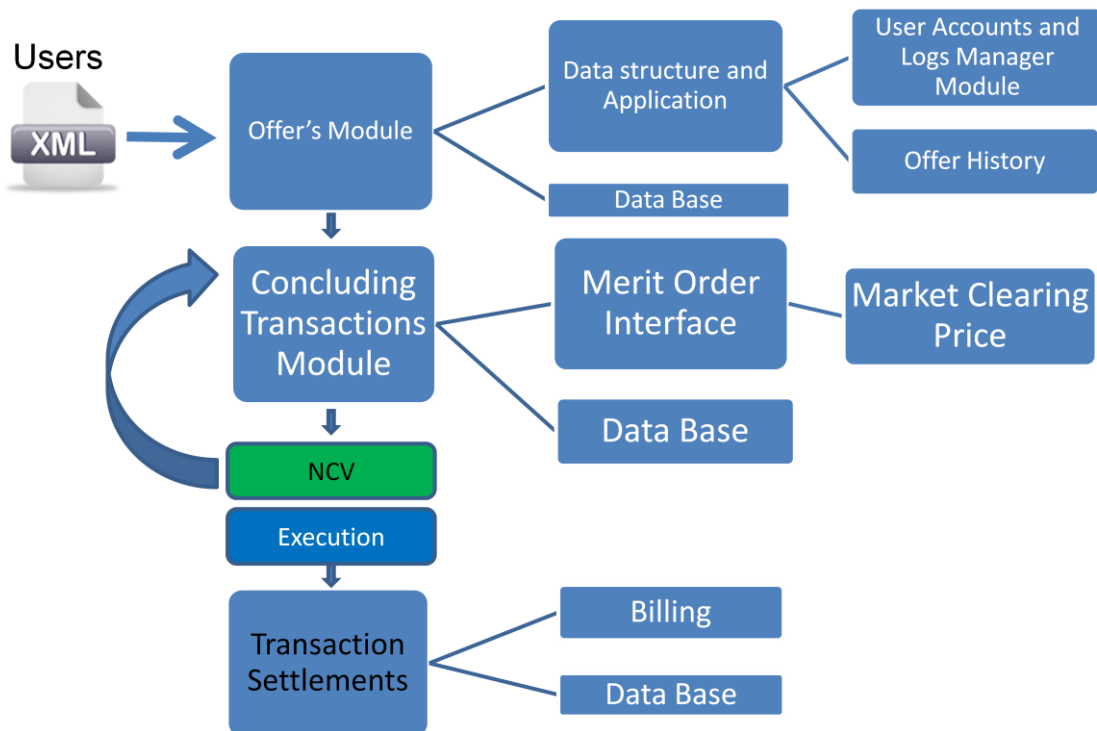 Users
XML
Offer's Module
Data structure and
Application
User Accounts and
Logs Manager
Module
Offer History
Data Base
Concluding
Transactions
Module
Merit Order
Interface
Market Clearing
Price
Data Base
NCV
Execution
Transaction
Settlements
Billing
Data Base